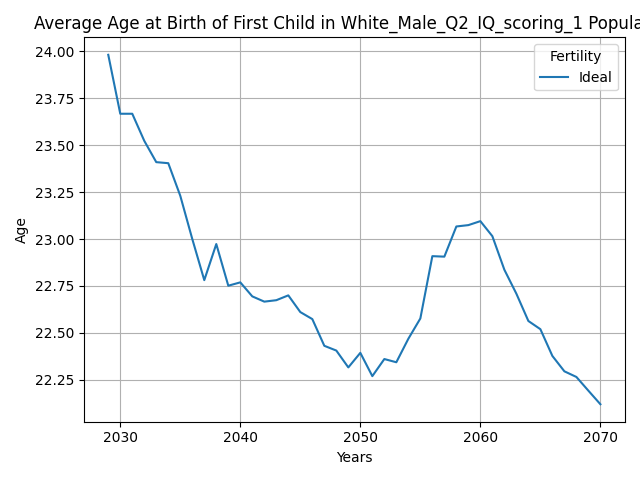 Average Age at Birth of First Child in White_Male_Q2_IQ_scoring_1 Popula
Fertility
Ideal
24.00
23.75
23.50
23.25
23.00
22.75
22.50
22.25
Age
2030 2040 2050 2060 2070
Years